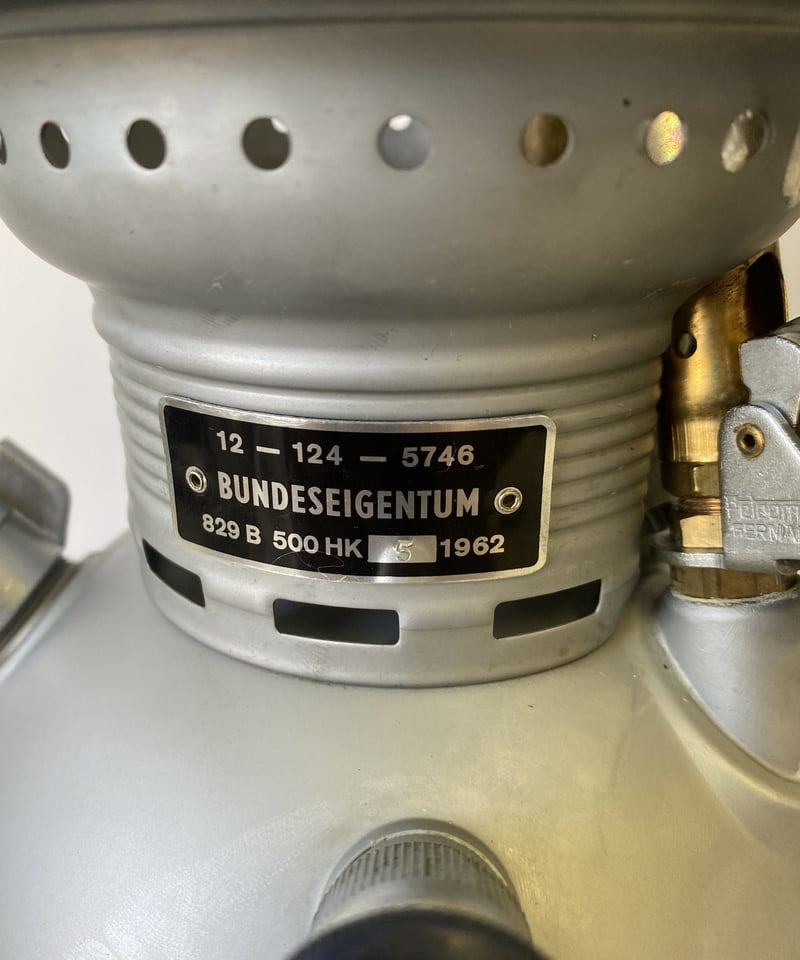 12 — 124 — 5746
BUNDESEIGENTUM
829 B 500 HK 5 1962